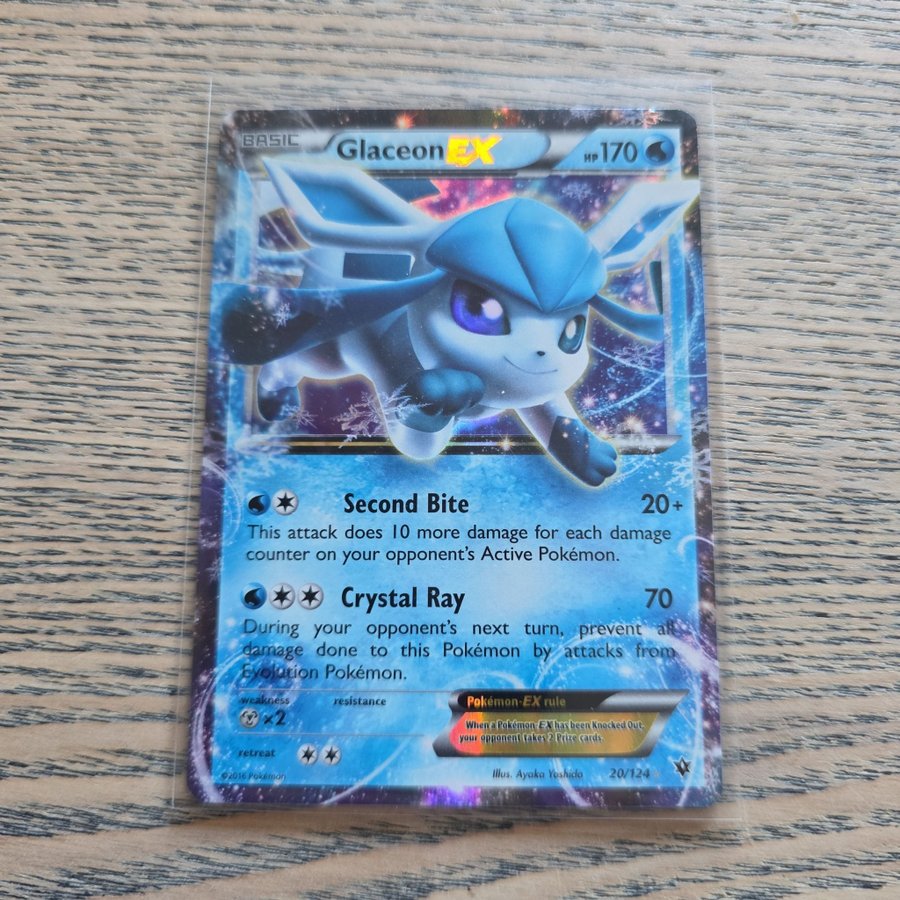 BASIC Glaceon EX HP 170
Second Bite 20+
This attack does 10 more damage for each damage
counter on your opponent's Active Pokémon.
Crystal Ray 70
During your opponent's next turn, prevent all
damage done to this Pokémon by attacks from
Evolution Pokémon.
weakness resistance
×2
Pokémon-EX rule
When a Pokémon-EX has been Knocked Out,
your opponent takes 2 Prize cards.
retreat
©2016 Pokémon
Illus. Ayaka Yoshida 20/124